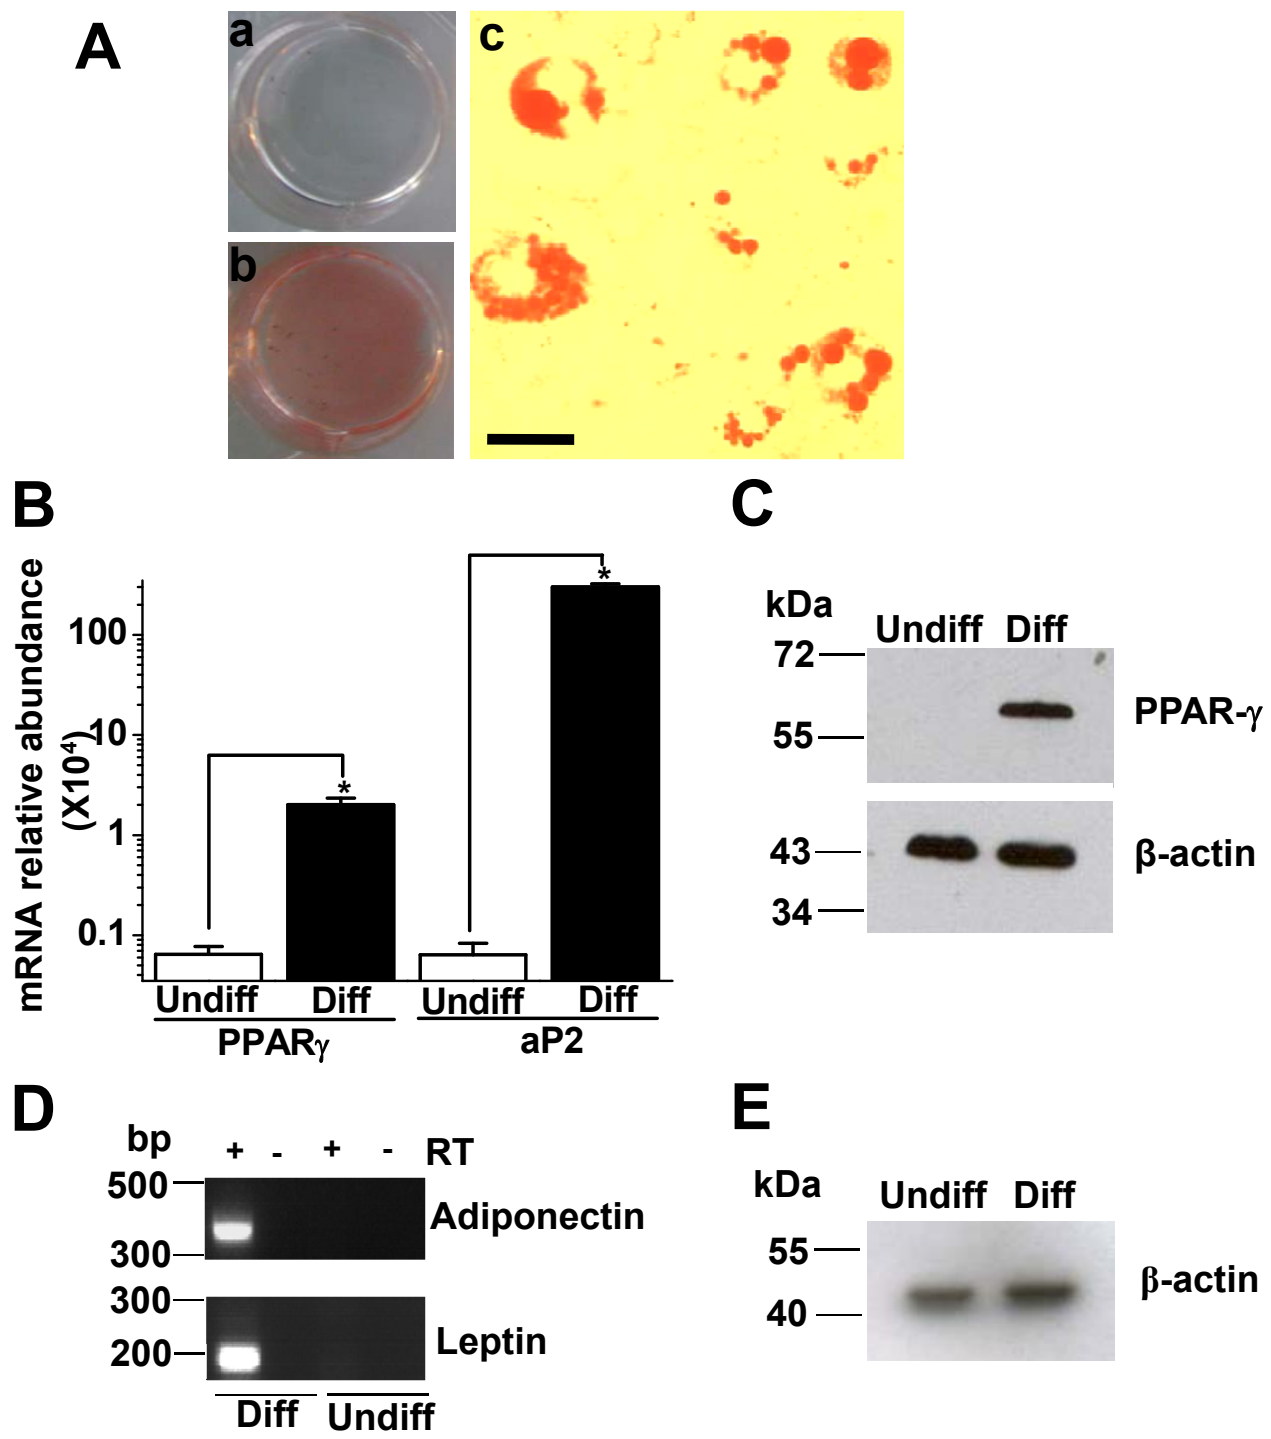 A
a
b
c
B
mRNA relative abundance
(X10⁴)
100
10
1
0.1
*
*
Undiff Diff Undiff Diff
PPARγ aP2
C
kDa
Undiff Diff
72
55
PPAR-γ
43
34
β-actin
D
bp + - + - RT
500
300
Adiponectin
300
200
Leptin
Diff Undiff
E
kDa
Undiff Diff
55
40
β-actin